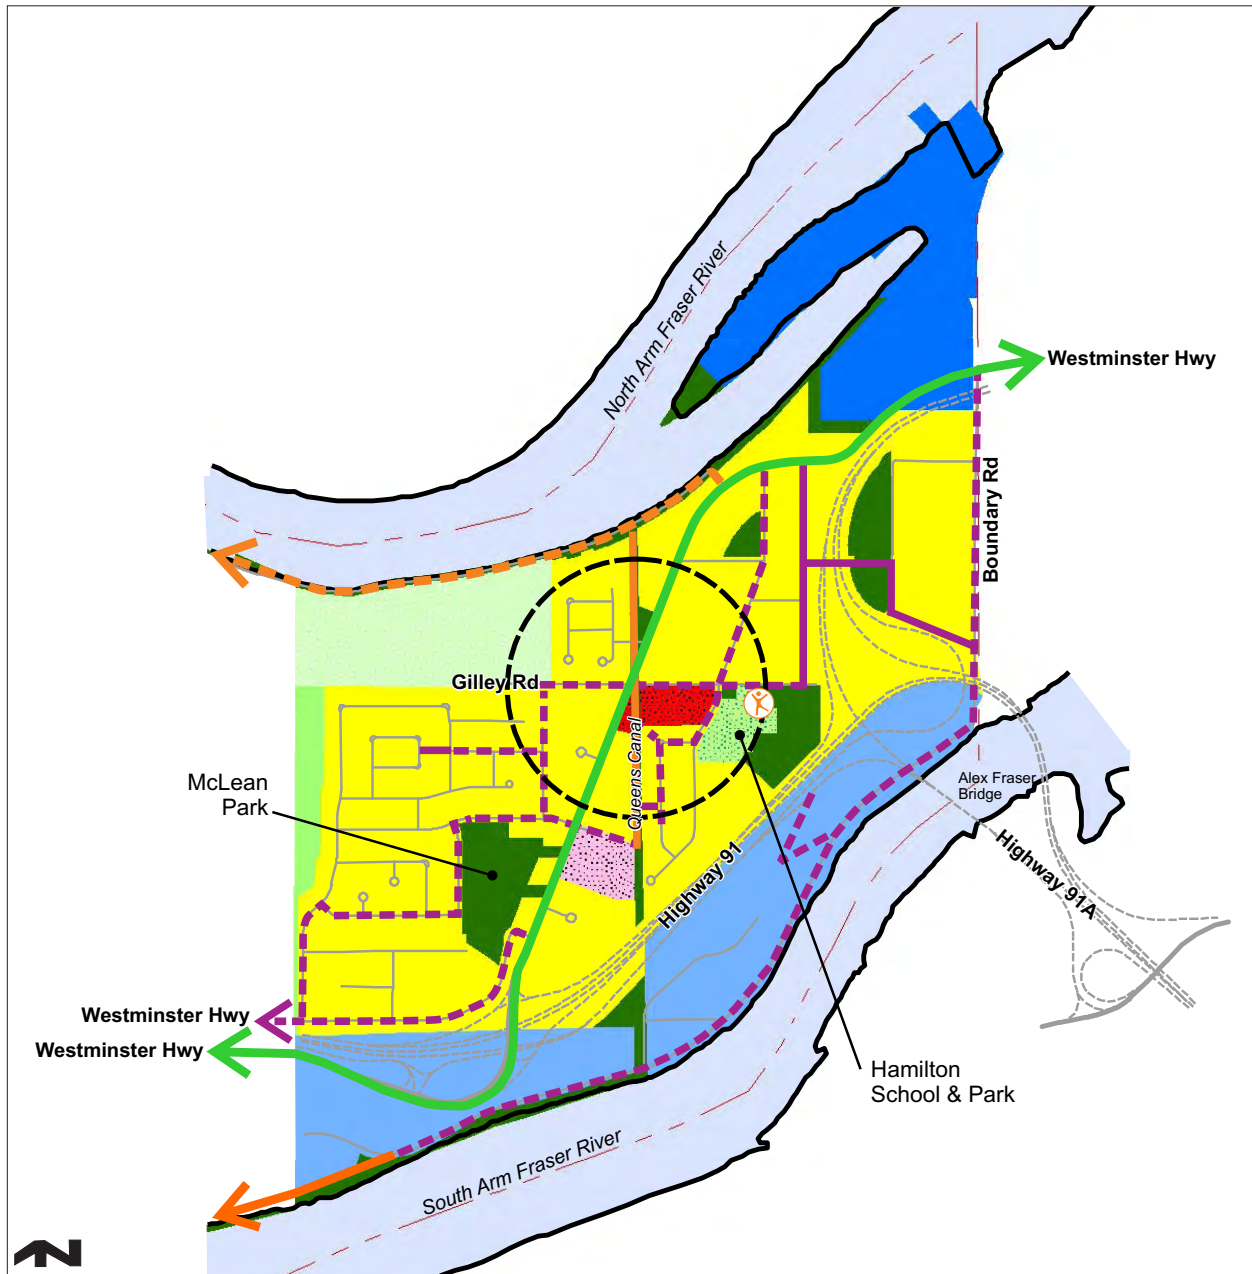 North Arm Fraser River
Westminster Hwy
Boundary Rd
Gilley Rd
Queens Canal
McLean
Park
Alex Fraser
Bridge
Highway 91
Highway 91A
Westminster Hwy
Westminster Hwy
Hamilton
School & Park
South Arm Fraser River
N